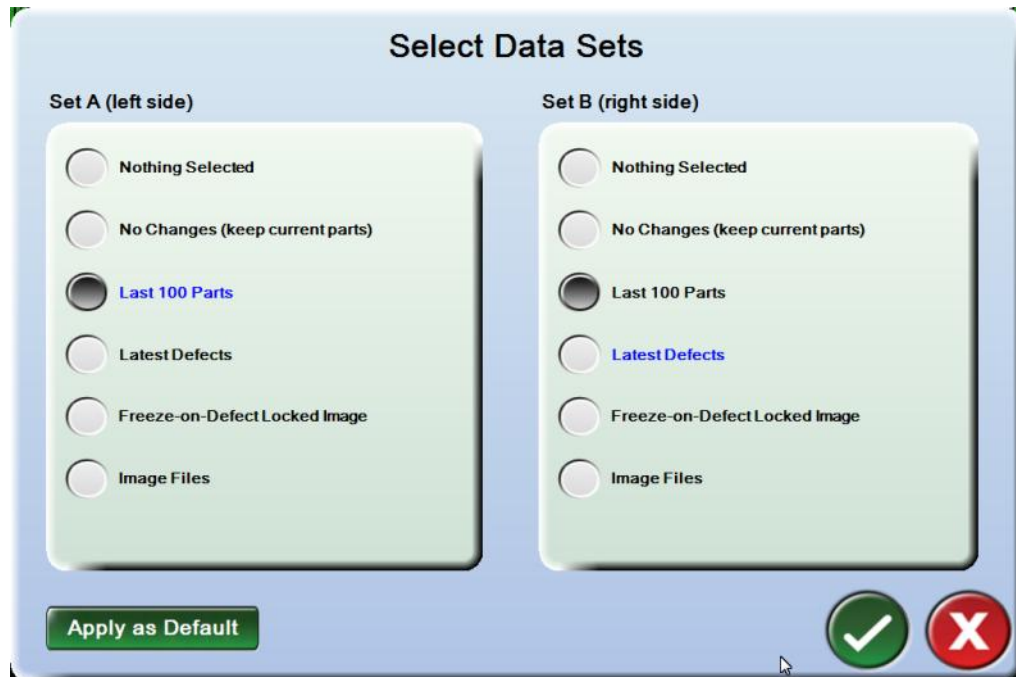 Select Data Sets
Set A (left side)
Nothing Selected
No Changes (keep current parts)
Last 100 Parts
Latest Defects
Freeze-on-Defect Locked Image
Image Files
Set B (right side)
Nothing Selected
No Changes (keep current parts)
Last 100 Parts
Latest Defects
Freeze-on-Defect Locked Image
Image Files
Apply as Default